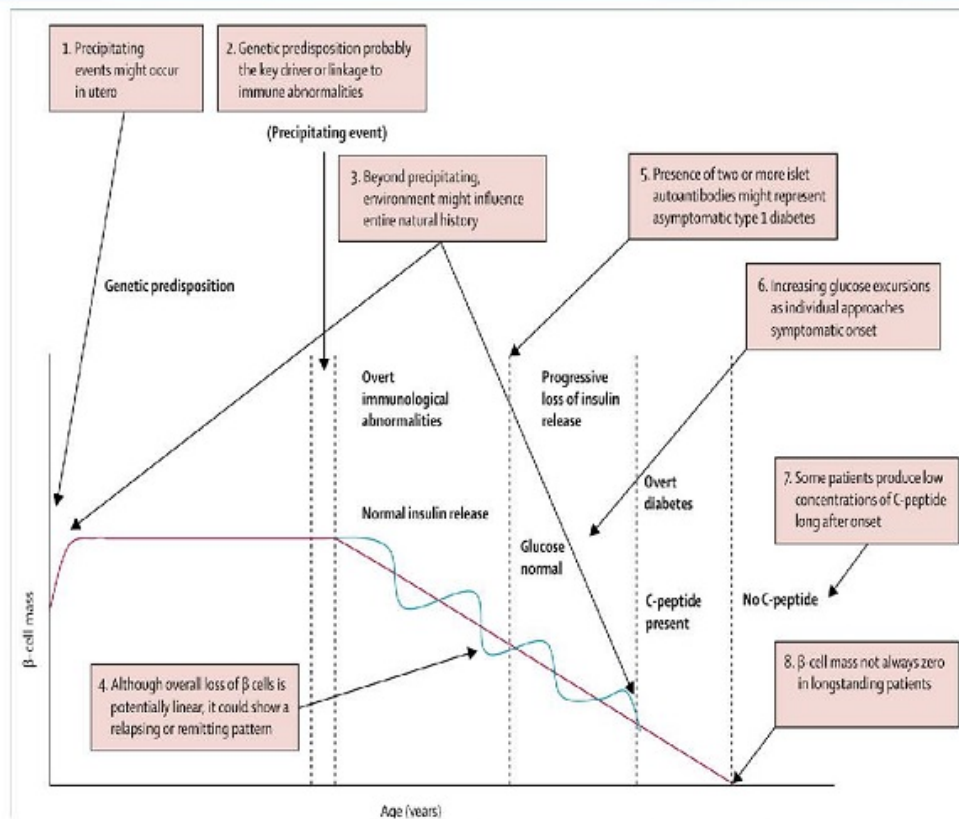 1. Precipitating
events might occur
in utero
2. Genetic predisposition probably
the key driver or linkage to
immune abnormalities
(Precipitating event)
3. Beyond precipitating,
environment might influence
entire natural history
5. Presence of two or more islet
autoantibodies might represent
asymptomatic type 1 diabetes
Genetic predisposition
6. Increasing glucose excursions
as individual approaches
symptomatic onset
Overt
immunological
abnormalities
Progressive
loss of insulin
release
Normal insulin release
Glucose
normal
Overt
diabetes
C-peptide
present
No C-peptide
7. Some patients produce low
concentrations of C-peptide
long after onset
4. Although overall loss of β cells is
potentially linear, it could show a
relapsing or remitting pattern
8. β-cell mass not always zero
in longstanding patients
β-cell mass
Age (years)